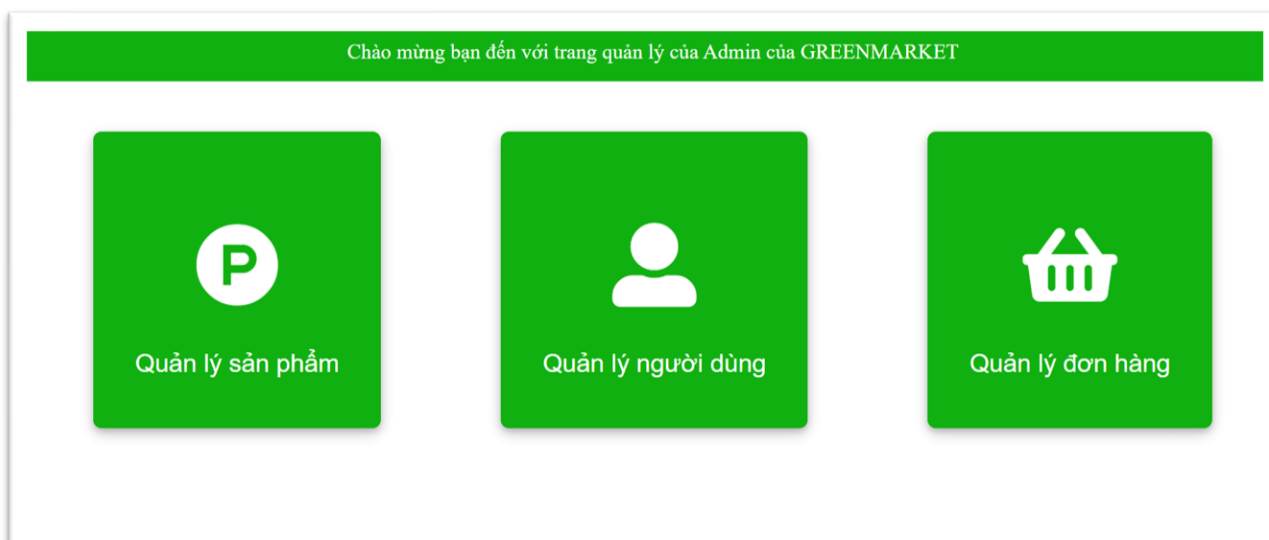 Chào mừng bạn đến với trang quản lý của Admin của GREENMARKET
P
Quản lý sản phẩm
Quản lý người dùng
Quản lý đơn hàng